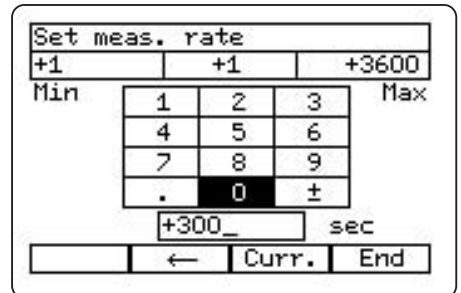 Set meas. rate
+1 +1 +3600
Min Max
1 2 3
4 5 6
7 8 9
. 0 ±
+300_ sec
← Curr. End